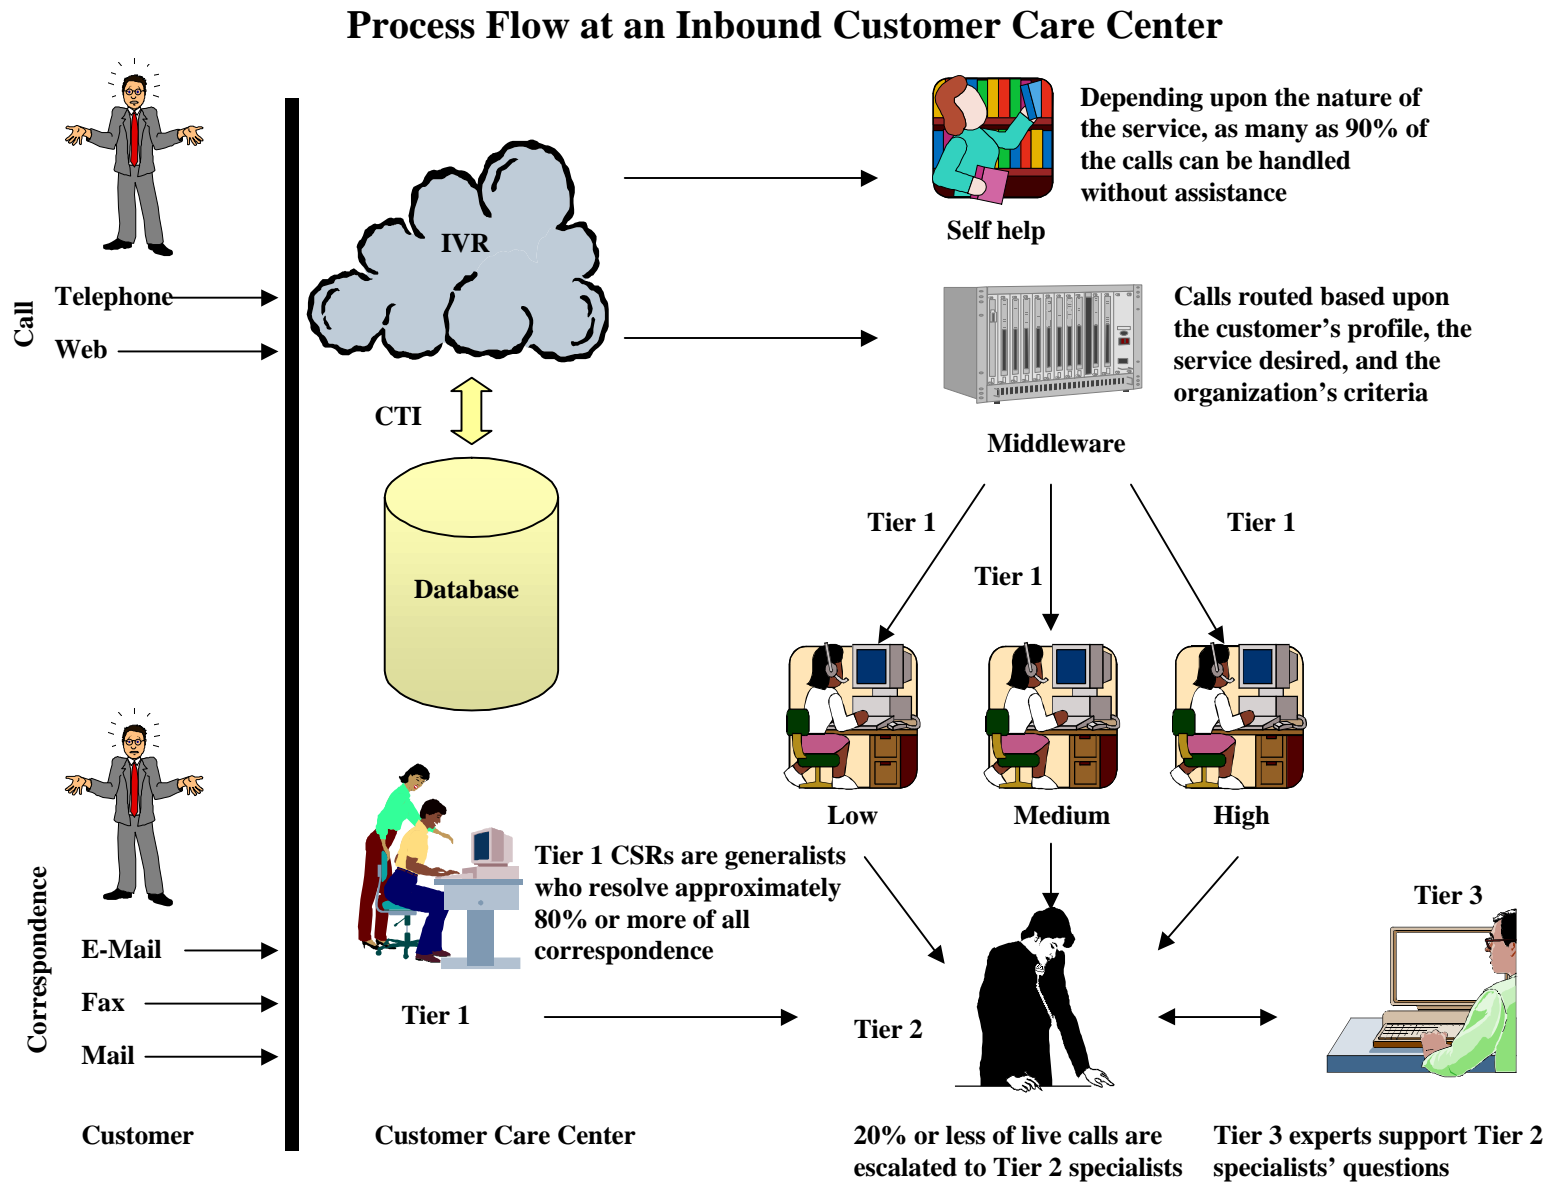 Process Flow at an Inbound Customer Care Center
Depending upon the nature of
the service, as many as 90% of
the calls can be handled
without assistance
Self help
IVR
Call
Telephone
Web
Calls routed based upon
the customer's profile, the
service desired, and the
organization's criteria
Middleware
CTI
Database
Tier 1
Tier 1
Tier 1
Low
Medium
High
Correspondence
E-Mail
Fax
Mail
Tier 1 CSRs are generalists
who resolve approximately
80% or more of all
correspondence
Tier 1
Tier 2
Tier 3
Customer
Customer Care Center
20% or less of live calls are
escalated to Tier 2 specialists
Tier 3 experts support Tier 2
specialists' questions